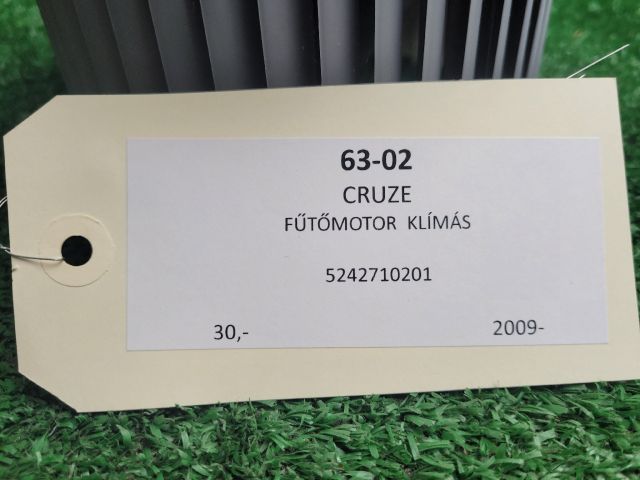 63-02
CRUZE
FŰTŐMOTOR KLÍMÁS
5242710201
30,- 2009-